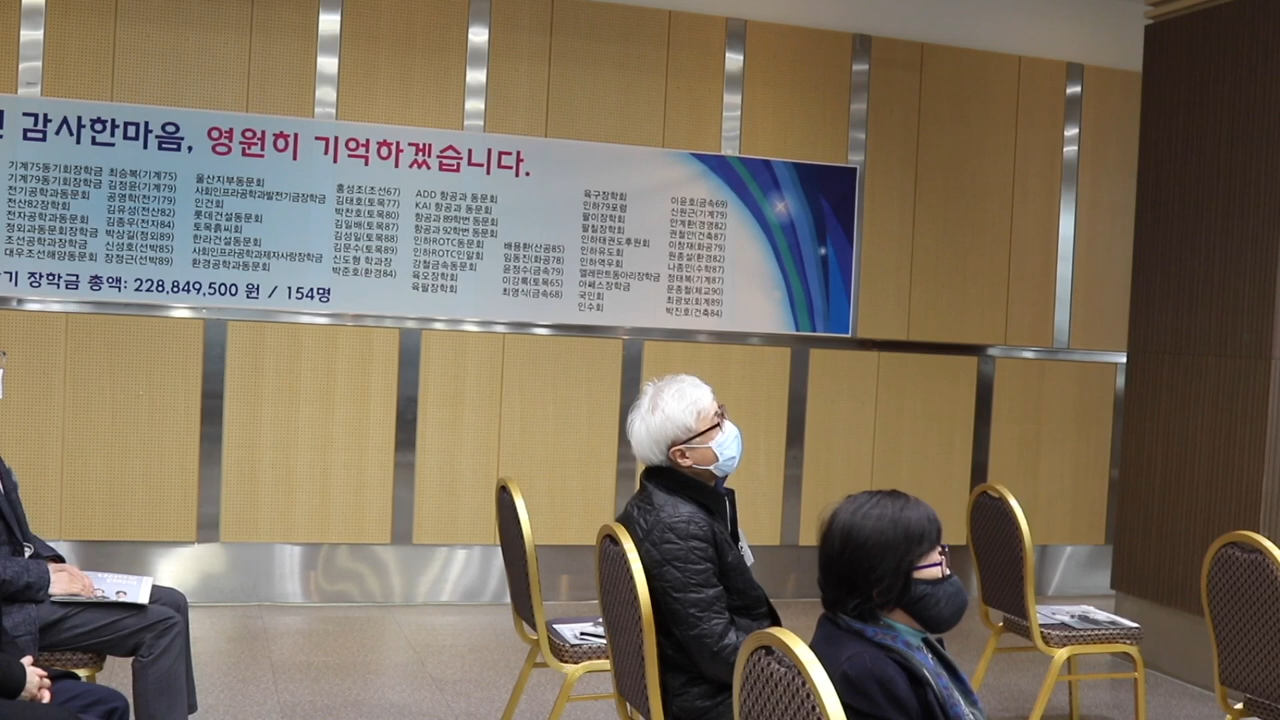 감사한마음, 영원히 기억하겠습니다.
기계75동기회장학금 최승복(기계75)
기계79동기회장학금 김정윤(기계79)
전기공학과동문회 공영학(전기79)
전산82장학회 김유성(전산82)
전자공학과동문회 김종우(전자84)
정외과동문회장학금 박상길(정외89)
조선공학과장학금 신성호(선박85)
대우조선해양동문회 장정근(선박89)
울산지부동문회
사회인프라공학과발전기금장학금
인건회
롯데건설동문회
토목흙씨회
한라건설동문회
사회인프라공학과제자사랑장학금
환경공학과동문회
홍성조(조선67)
김태호(토목77)
박찬호(토목80)
김일배(토목87)
김성일(토목88)
김문수(토목89)
신도형 학과장
박준호(환경84)
ADD 항공과 동문회
KAI 항공과 동문회
항공과 89학번 동문회
항공과 92학번 동문회
인하ROTC동문회
인하ROTC인알회
강철금속동문회
육오장학회
육팔장학회
배용환(산공85)
임동진(화공78)
윤정수(금속79)
이강록(토목65)
최영식(금속68)
육구장학회
인하79포럼
팔이장학회
팔칠장학회
인하태권도후원회
인하유도회
인하역우회
엘레판트동아리장학금
아쎄스장학금
국인회
인수회
이윤호(금속69)
신원근(기계79)
안계환(경영82)
권철안(건축87)
이창재(화공79)
원종설(환경82)
나종민(수학87)
정태복(기계87)
문종철(체교90)
최광보(회계89)
박진호(건축84)
기 장학금 총액: 228,849,500 원 / 154명